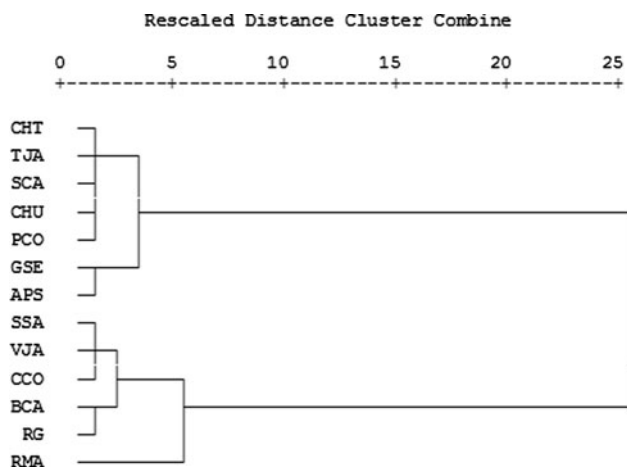 Rescaled Distance Cluster Combine
0 5 10 15 20 25
CHT
TJA
SCA
CHU
PCO
GSE
APS
SSA
VJA
CCO
BCA
RG
RMA